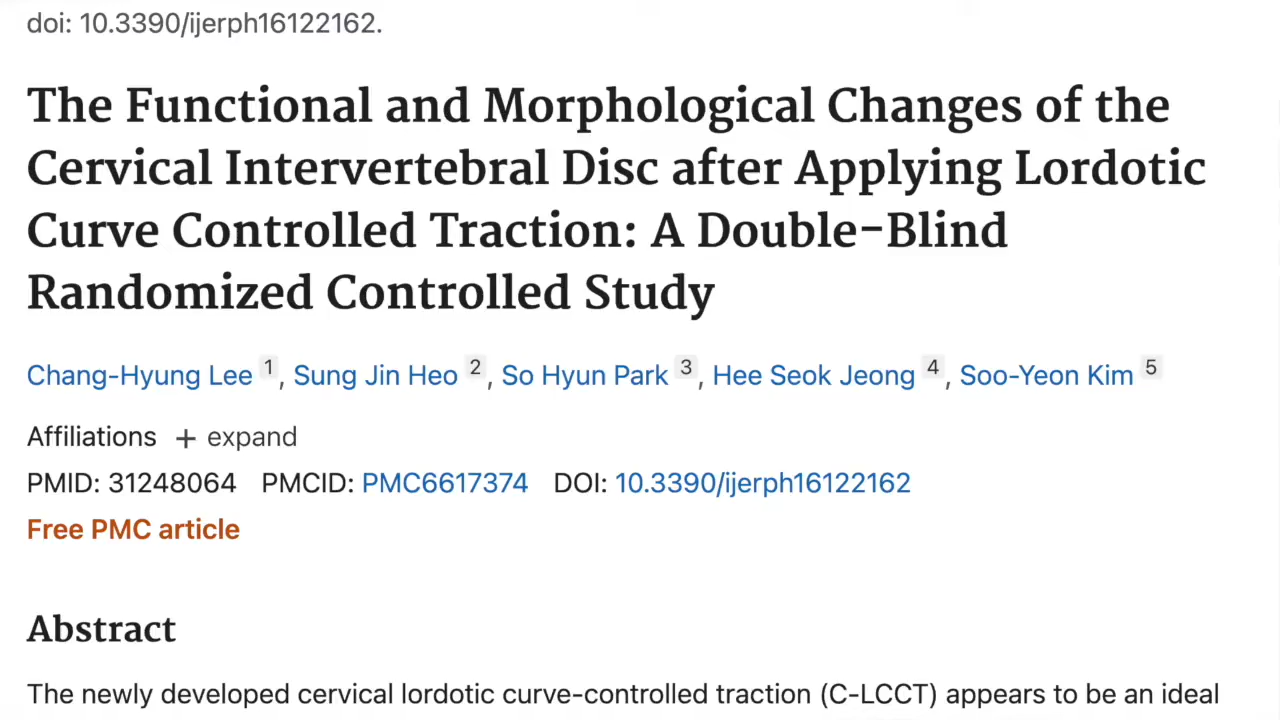 doi: 10.3390/ijerph16122162.
The Functional and Morphological Changes of the
Cervical Intervertebral Disc after Applying Lordotic
Curve Controlled Traction: A Double-Blind
Randomized Controlled Study
Chang-Hyung Lee 1, Sung Jin Heo 2, So Hyun Park 3, Hee Seok Jeong 4, Soo-Yeon Kim 5
Affiliations + expand
PMID: 31248064 PMCID: PMC6617374 DOI: 10.3390/ijerph16122162
Free PMC article
Abstract
The newly developed cervical lordotic curve-controlled traction (C-LCCT) appears to be an ideal